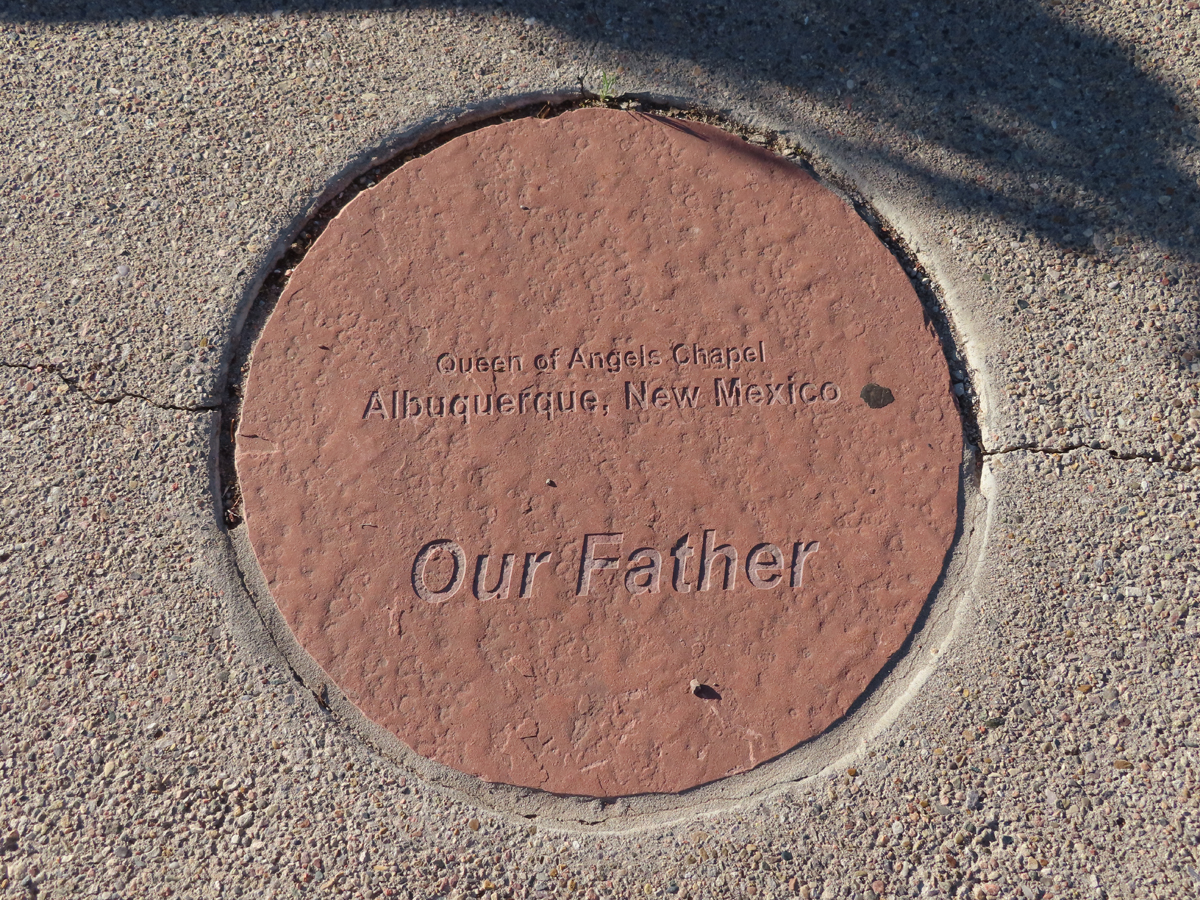 Queen of Angels Chapel
Albuquerque, New Mexico
Our Father